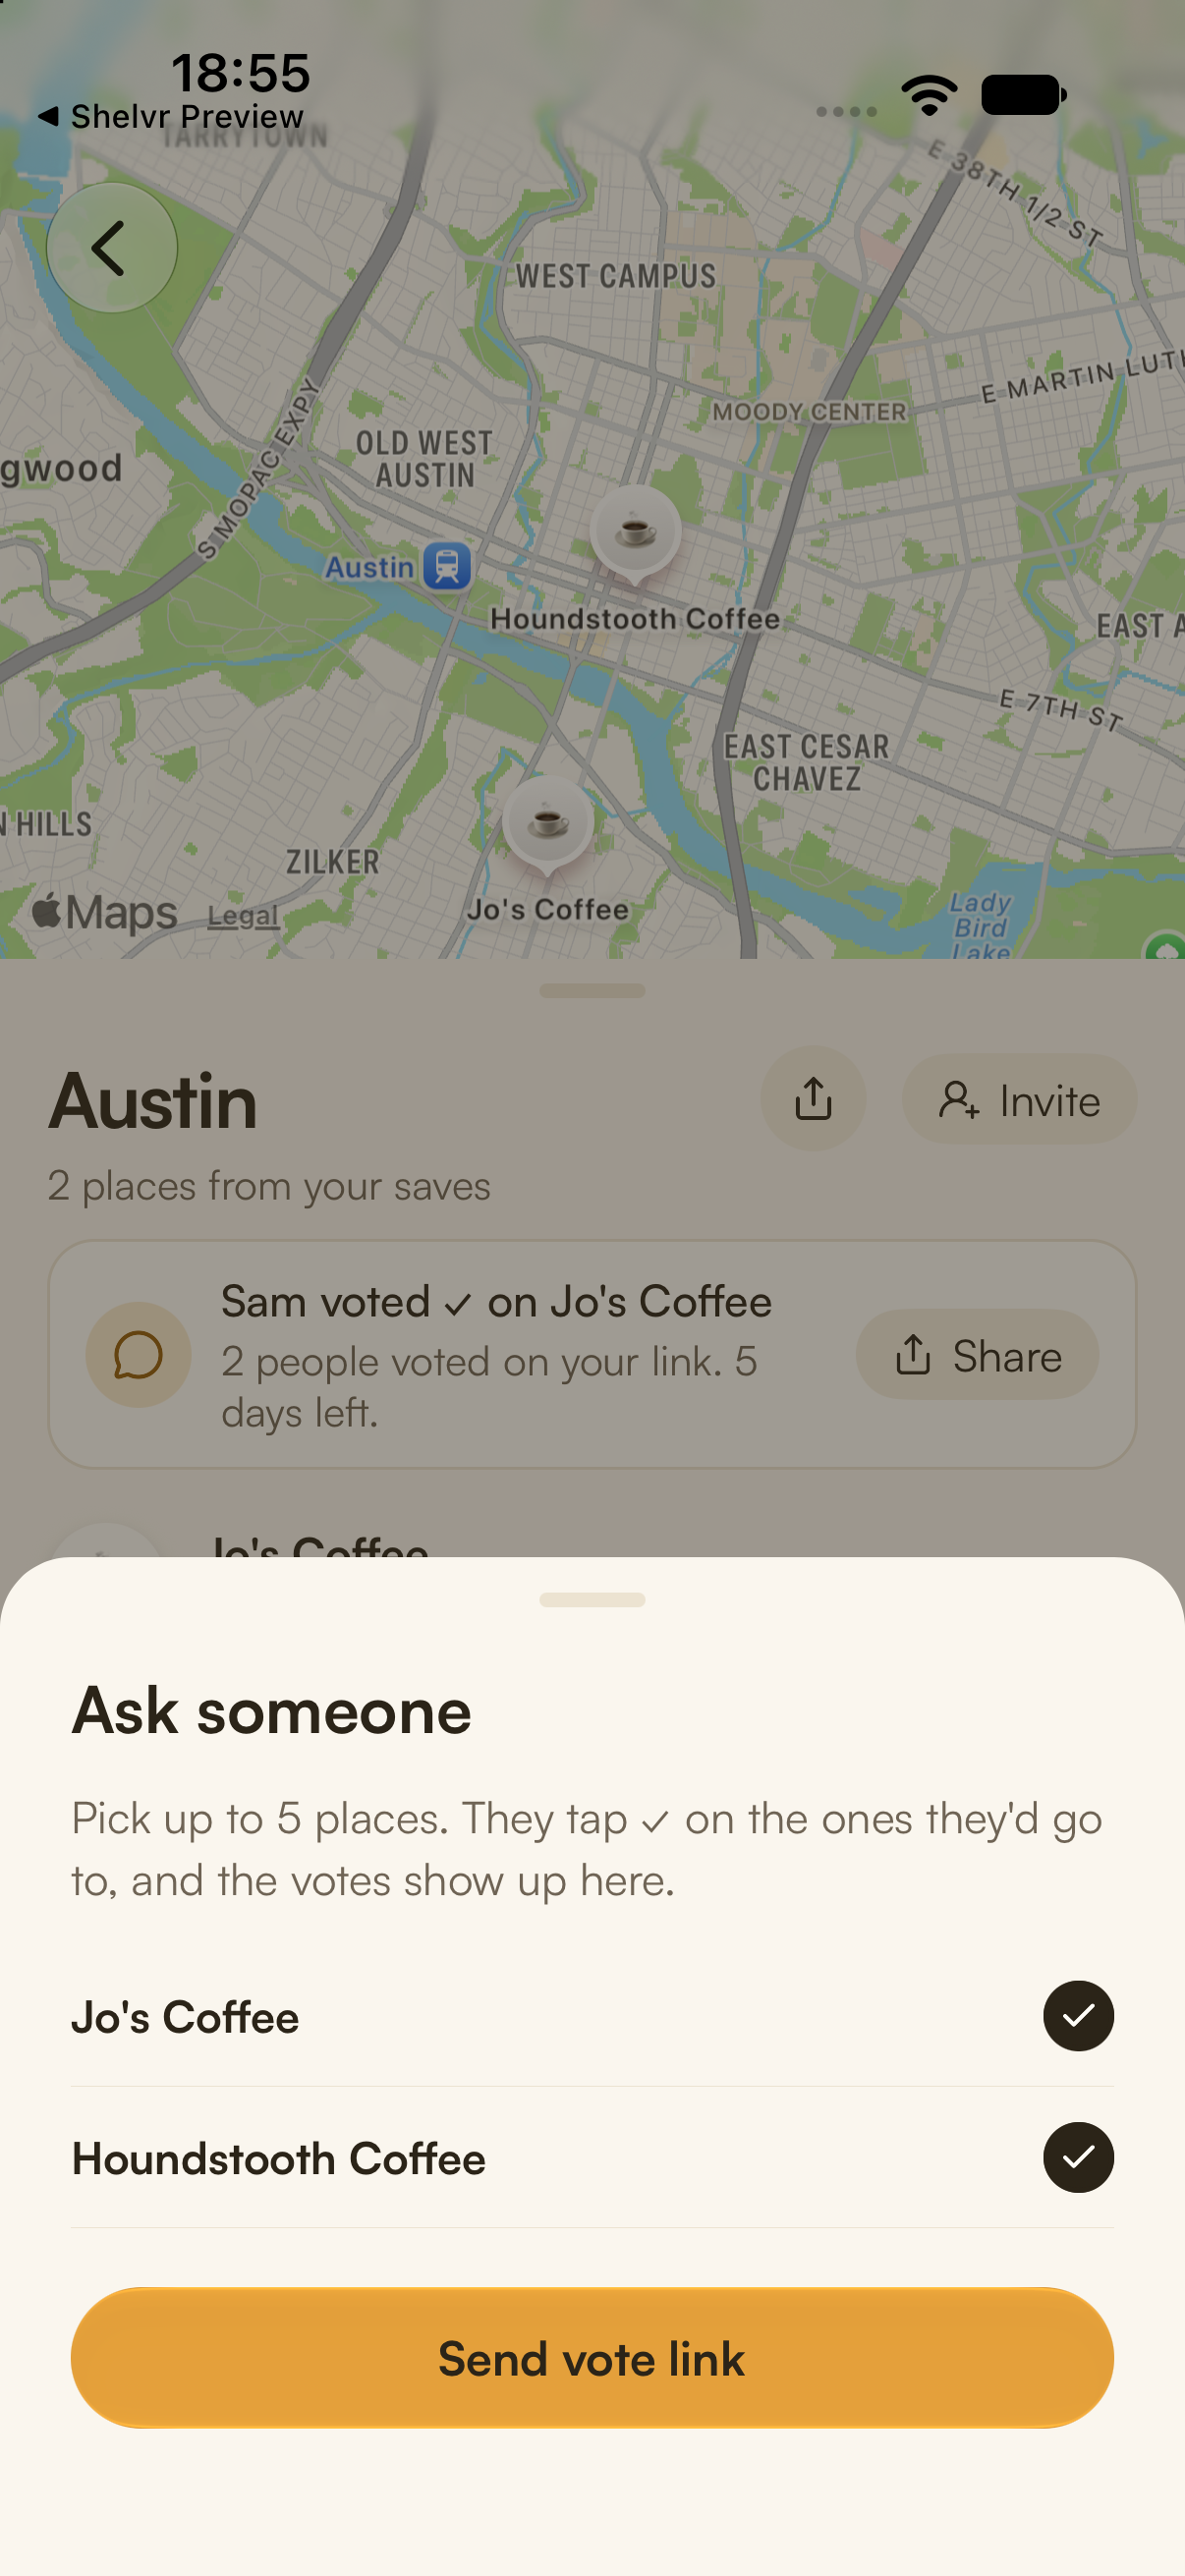 18:55
◀ Shelvr Preview
TARRYTOWN
E 38TH 1/2 ST
WEST CAMPUS
E MARTIN LUTH
MOODY CENTER
OLD WEST
AUSTIN
gwood
S MOPAC EXPY
Austin
Houndstooth Coffee
EAST A
E 7TH ST
EAST CESAR
CHAVEZ
N HILLS
ZILKER
Maps Legal
Jo's Coffee
Lady
Bird
Lake
Austin
Invite
2 places from your saves
Sam voted ✓ on Jo's Coffee
2 people voted on your link. 5
days left.
Share
Jo's Coffee
Ask someone
Pick up to 5 places. They tap ✓ on the ones they'd go
to, and the votes show up here.
Jo's Coffee
Houndstooth Coffee
Send vote link